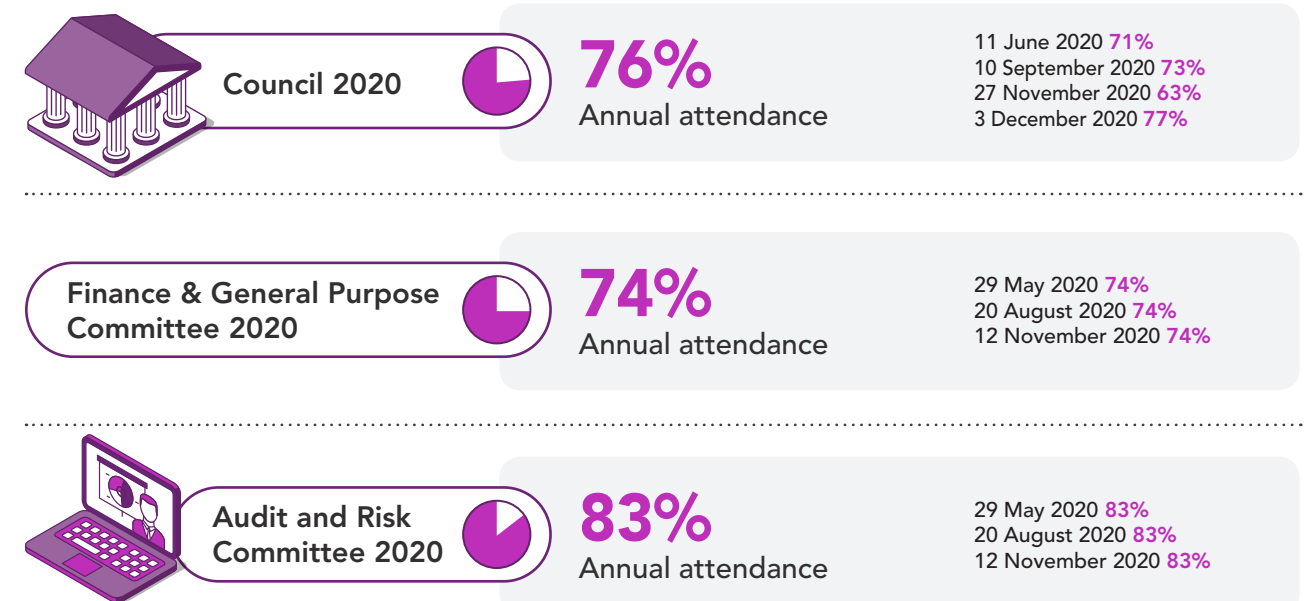 Council 2020
76%
Annual attendance
11 June 2020 71%
10 September 2020 73%
27 November 2020 63%
3 December 2020 77%
Finance & General Purpose
Committee 2020
74%
Annual attendance
29 May 2020 74%
20 August 2020 74%
12 November 2020 74%
Audit and Risk
Committee 2020
83%
Annual attendance
29 May 2020 83%
20 August 2020 83%
12 November 2020 83%